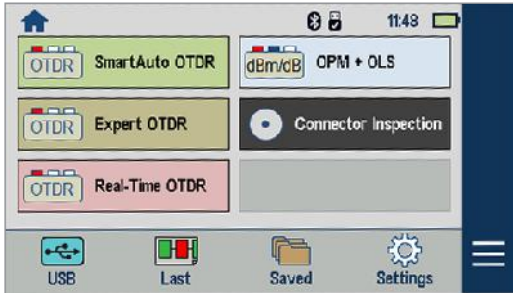 11:48
OTDR SmartAuto OTDR
dBm/dB OPM + OLS
OTDR Expert OTDR
Connector Inspection
OTDR Real-Time OTDR
USB
Last
Saved
Settings